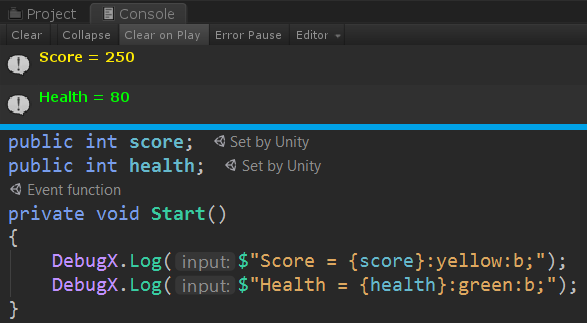 Project Console
Clear Collapse Clear on Play Error Pause Editor
Score = 250
Health = 80
public int score; Set by Unity
public int health; Set by Unity
Event function
private void Start()
{
DebugX.Log( input: $"Score = {score}:yellow:b;");
DebugX.Log( input: $"Health = {health}:green:b;");
}